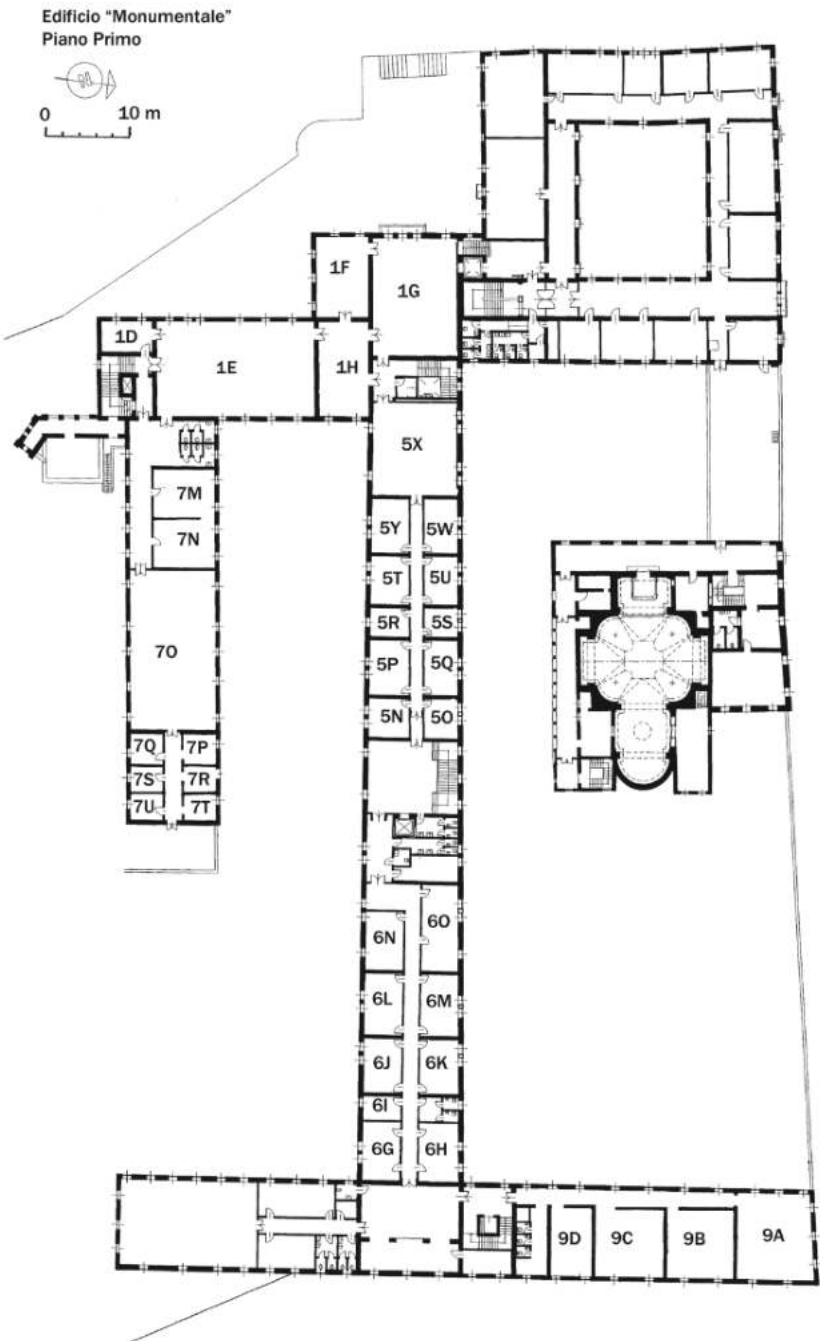 Edificio “Monumentale”
Piano Primo
0 10 m
1F
1G
1D
1E
1H
5X
7M
5Y 5W
7N
5T 5U
5R 5S
7O
5P 5Q
5N 5O
7Q 7P
7S 7R
7U 7T
6O
6N
6L 6M
6J 6K
6I
6G 6H
9D 9C 9B 9A